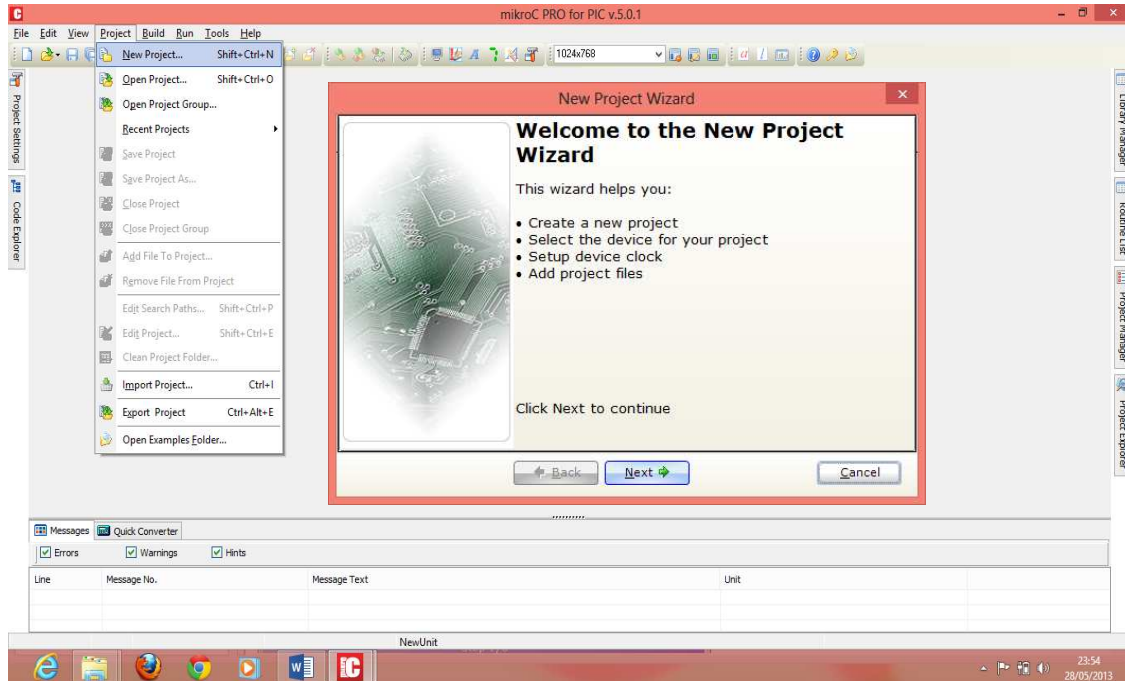 mikroC PRO for PIC v.5.0.1
File Edit View Project Build Run Tools Help
1024x768
New Project... Shift+Ctrl+N
Open Project... Shift+Ctrl+O
Open Project Group...
Recent Projects
Save Project
Save Project As...
Close Project
Close Project Group
Add File To Project...
Remove File From Project
Edit Search Paths... Shift+Ctrl+P
Edit Project... Shift+Ctrl+E
Clean Project Folder...
Import Project... Ctrl+I
Export Project Ctrl+Alt+E
Open Examples Folder...
Project Settings
Code Explorer
New Project Wizard
Welcome to the New Project
Wizard
This wizard helps you:
• Create a new project
• Select the device for your project
• Setup device clock
• Add project files
Click Next to continue
Back Next Cancel
Library Manager
Routine List
Project Manager
Project Explorer
Messages Quick Converter
Errors Warnings Hints
Line Message No. Message Text Unit
NewUnit
23:54
28/05/2013